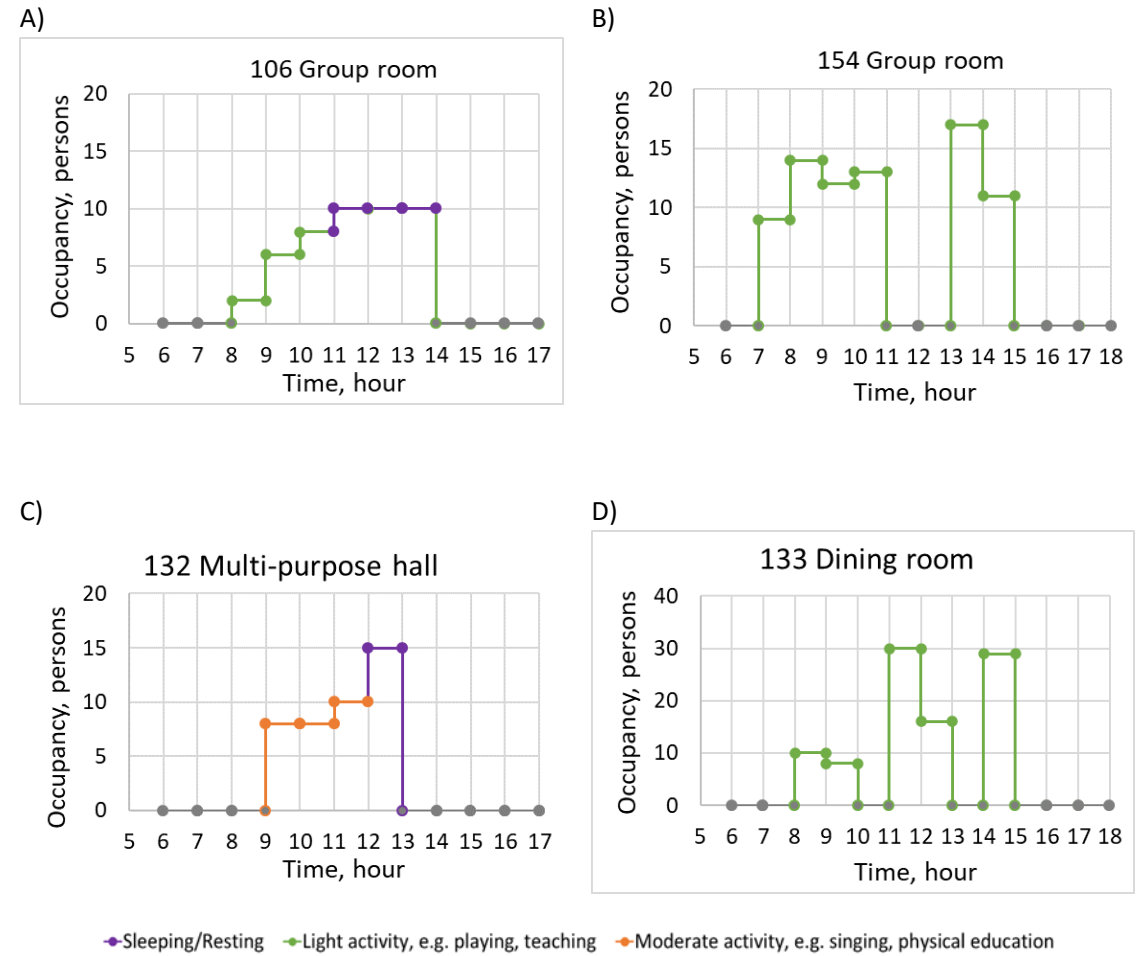 A)
106 Group room
Occupancy, persons
20
15
10
5
0
5 6 7 8 9 10 11 12 13 14 15 16 17
Time, hour
B)
154 Group room
Occupancy, persons
20
15
10
5
0
5 6 7 8 9 10 11 12 13 14 15 16 17 18
Time, hour
C)
132 Multi-purpose hall
Occupancy, persons
20
15
10
5
0
5 6 7 8 9 10 11 12 13 14 15 16 17
Time, hour
D)
133 Dining room
Occupancy, persons
40
30
20
10
0
5 6 7 8 9 10 11 12 13 14 15 16 17 18
Time, hour
Sleeping/Resting Light activity, e.g. playing, teaching Moderate activity, e.g. singing, physical education